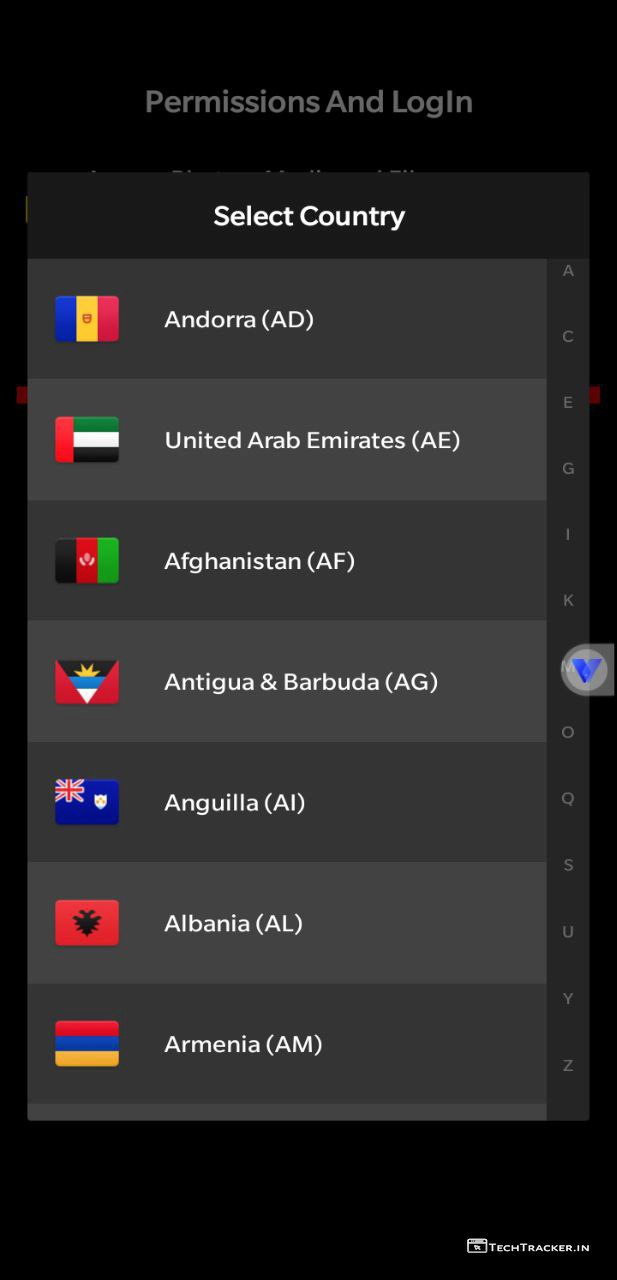 Permissions And LogIn
Select Country
A
Andorra (AD)
C
E
United Arab Emirates (AE)
G
I
Afghanistan (AF)
K
Antigua & Barbuda (AG)
O
Anguilla (AI)
Q
S
Albania (AL)
U
Y
Armenia (AM)
Z
TECHTRACKER.IN